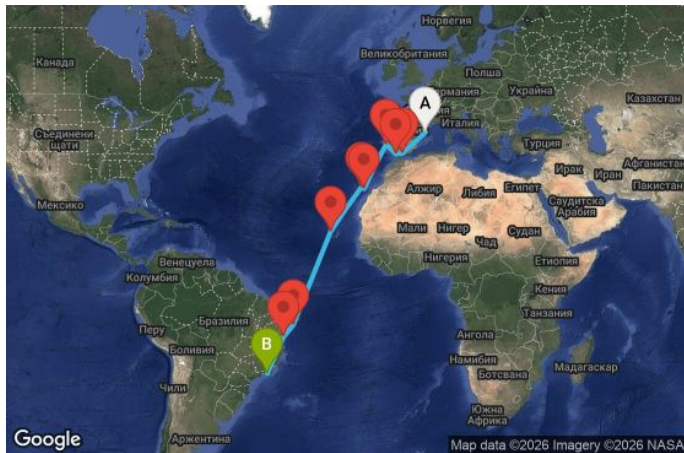 Норвегия
Канада
Великобритания
Полша
Германия
Украйна
Казахстан
Италия
Съединени
щати
Турция
Афганистан
Ирак
Иран
Пакистан
Алжир
Либия
Египет
Саудитска
Арабия
Мексико
Мали
Нигер
Судан
Чад
Венецуела
Нигерия
Етиопия
Колумбия
Кения
Бразилия
Танзания
Перу
Ангола
Боливия
Намибия
Мадагаскар
Ботсвана
Чили
Южна
Африка
Аржентина
A
B
Google
Map data ©2026 Imagery ©2026 NASA